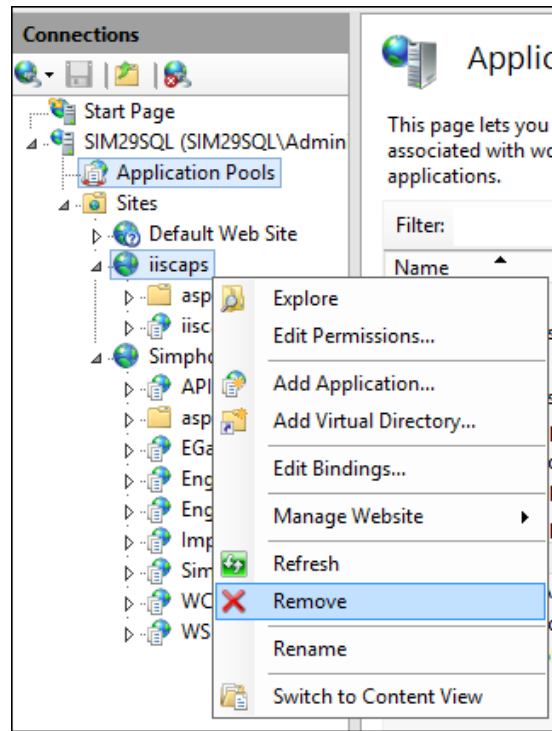 Connections
Start Page
SIM29SQL (SIM29SQL\Admin
Application Pools
Sites
Default Web Site
iiscaps
asp
iisc
Simpho
API
asp
EGa
Eng
Eng
Imp
Sim
WC
WS
Explore
Edit Permissions...
Add Application...
Add Virtual Directory...
Edit Bindings...
Manage Website
Refresh
Remove
Rename
Switch to Content View
Applic
This page lets you
associated with wo
applications.
Filter:
Name